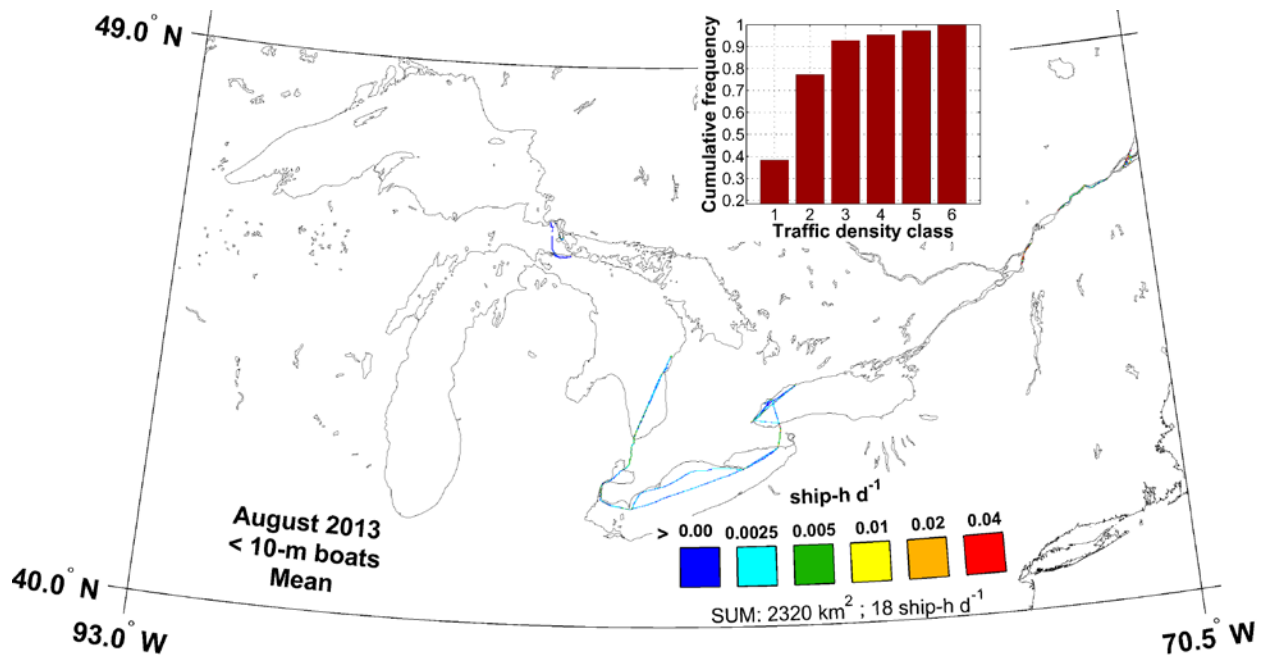 49.0° N
1
0.9
0.8
0.7
0.6
0.5
0.4
0.3
0.2
Cumulative frequency
1 2 3 4 5 6
Traffic density class
August 2013
< 10-m boats
Mean
ship-h d⁻¹
> 0.00 0.0025 0.005 0.01 0.02 0.04
SUM: 2320 km² ; 18 ship-h d⁻¹
40.0° N
93.0° W
70.5° W